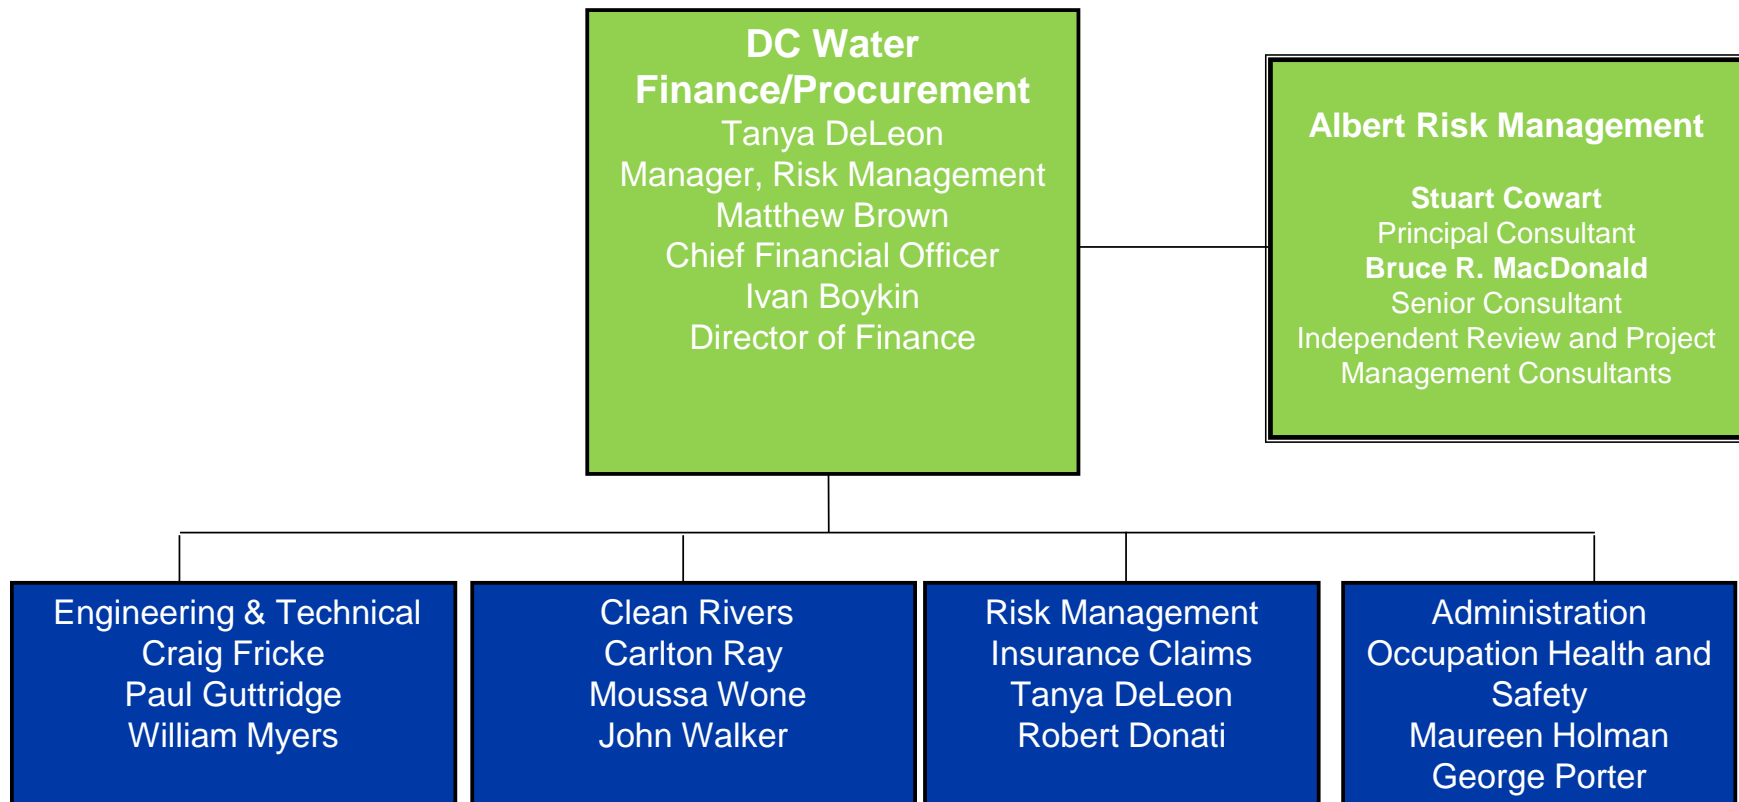 DC Water
Finance/Procurement
Tanya DeLeon
Manager, Risk Management
Matthew Brown
Chief Financial Officer
Ivan Boykin
Director of Finance
Albert Risk Management
Stuart Cowart
Principal Consultant
Bruce R. MacDonald
Senior Consultant
Independent Review and Project
Management Consultants
Engineering & Technical
Craig Fricke
Paul Guttridge
William Myers
Clean Rivers
Carlton Ray
Moussa Wone
John Walker
Risk Management
Insurance Claims
Tanya DeLeon
Robert Donati
Administration
Occupation Health and
Safety
Maureen Holman
George Porter